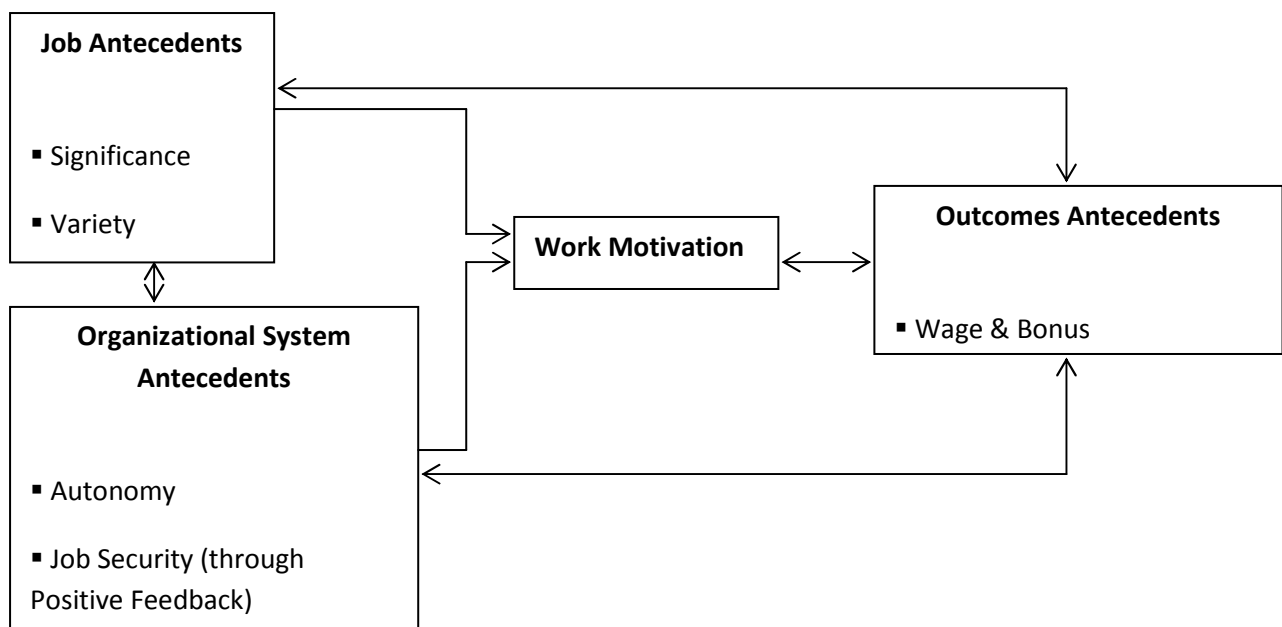 Job Antecedents
▪ Significance
▪ Variety
Organizational System
Antecedents
▪ Autonomy
▪ Job Security (through
Positive Feedback)
Work Motivation
Outcomes Antecedents
▪ Wage & Bonus